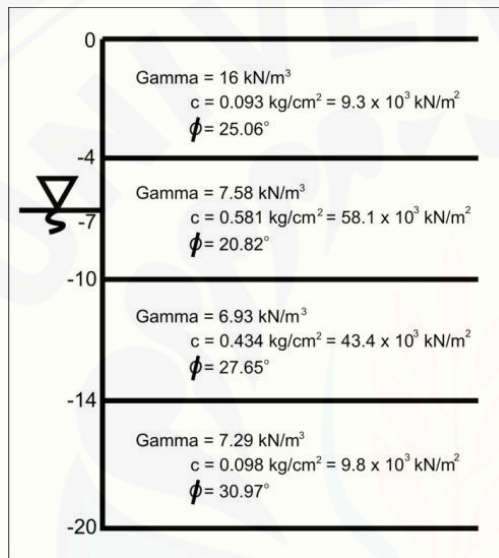 0
Gamma = 16 kN/m³
c = 0.093 kg/cm² = 9.3 x 10³ kN/m²
ϕ = 25.06°
-4
Gamma = 7.58 kN/m³
c = 0.581 kg/cm² = 58.1 x 10³ kN/m²
ϕ = 20.82°
-7
-10
Gamma = 6.93 kN/m³
c = 0.434 kg/cm² = 43.4 x 10³ kN/m²
ϕ = 27.65°
-14
Gamma = 7.29 kN/m³
c = 0.098 kg/cm² = 9.8 x 10³ kN/m²
ϕ = 30.97°
-20